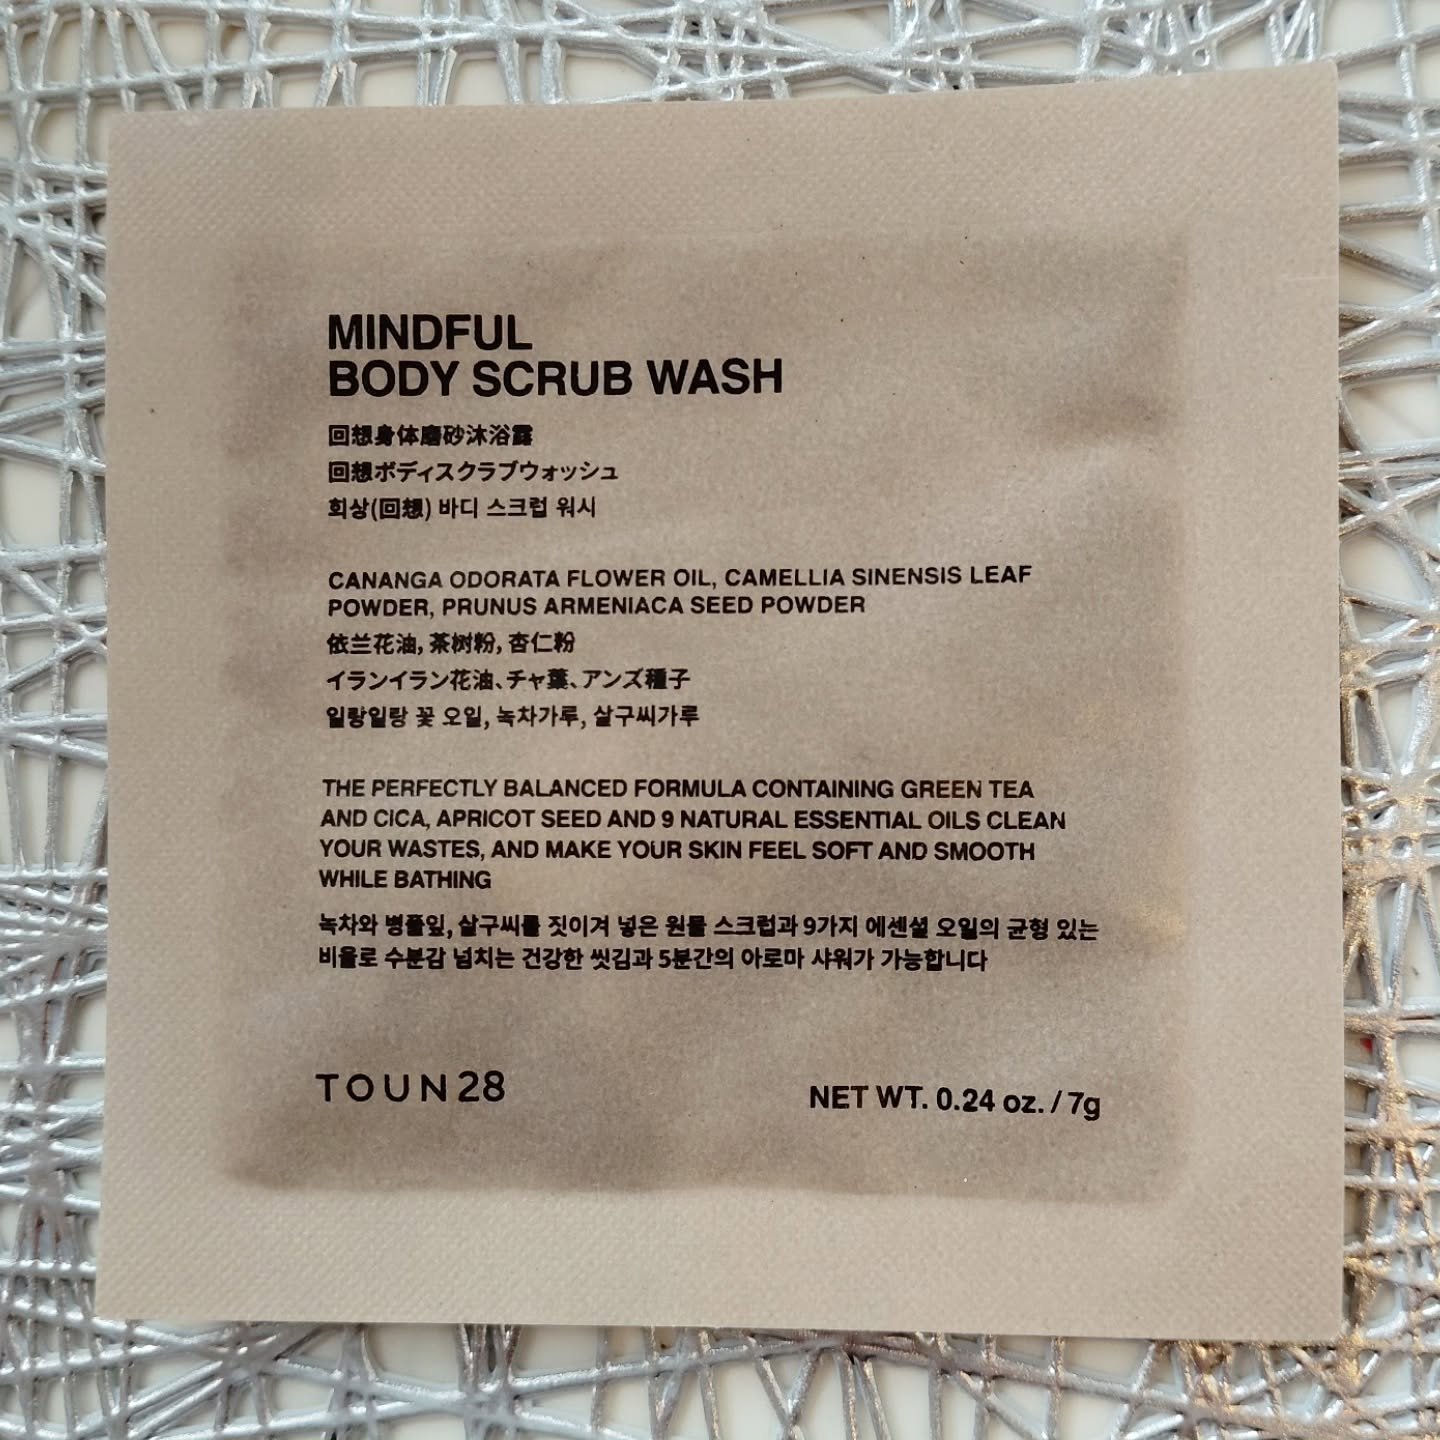 MINDFUL
BODY SCRUB WASH
回想身体磨砂沐浴露
回想ボディスクラブウォッシュ
회상(回想) 바디 스크럽 워시
CANANGA ODORATA FLOWER OIL, CAMELLIA SINENSIS LEAF
POWDER, PRUNUS ARMENIACA SEED POWDER
依兰花油, 茶树粉, 杏仁粉
イランイラン花油、チャ葉、アンズ種子
일랑일랑 꽃 오일, 녹차가루, 살구씨가루
THE PERFECTLY BALANCED FORMULA CONTAINING GREEN TEA
AND CICA, APRICOT SEED AND 9 NATURAL ESSENTIAL OILS CLEAN
YOUR WASTES, AND MAKE YOUR SKIN FEEL SOFT AND SMOOTH
WHILE BATHING
녹차와 병풀잎, 살구씨를 짓이겨 넣은 원물 스크럽과 9가지 에센셜 오일의 균형 있는
비율로 수분감 넘치는 건강한 씻김과 5분간의 아로마 샤워가 가능합니다
TOUN28
NET WT. 0.24 oz. / 7g